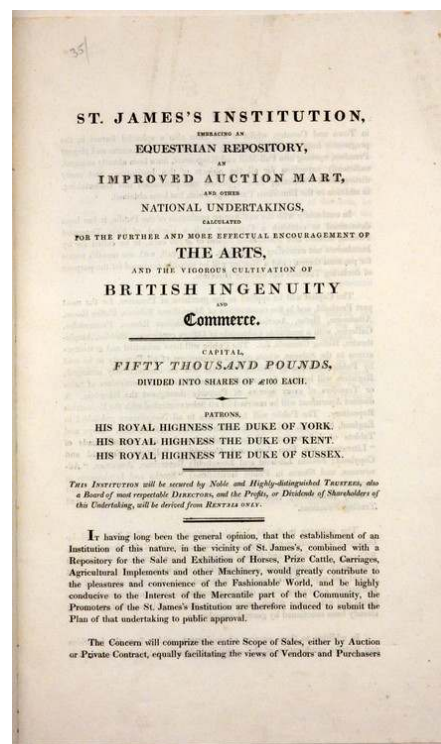 35/
ST. JAMES'S INSTITUTION,
EMBRACING AN
EQUESTRIAN REPOSITORY,
AN
IMPROVED AUCTION MART,
AND OTHER
NATIONAL UNDERTAKINGS,
CALCULATED
FOR THE FURTHER AND MORE EFFECTUAL ENCOURAGEMENT OF
THE ARTS,
AND THE VIGOROUS CULTIVATION OF
BRITISH INGENUITY
AND
Commerce.
CAPITAL,
FIFTY THOUSAND POUNDS,
DIVIDED INTO SHARES OF £100 EACH.
PATRONS,
HIS ROYAL HIGHNESS THE DUKE OF YORK.
HIS ROYAL HIGHNESS THE DUKE OF KENT.
HIS ROYAL HIGHNESS THE DUKE OF SUSSEX.
THIS INSTITUTION will be secured by Noble and Highly-distinguished TRUSTEES, also
a Board of most respectable DIRECTORS, and the Profits, or Dividends of Shareholders of
this Undertaking, will be derived from RENTALS ONLY.
IT having long been the general opinion, that the establishment of an
Institution of this nature, in the vicinity of St. James's, combined with a
Repository for the Sale and Exhibition of Horses, Prize Cattle, Carriages,
Agricultural Implements and other Machinery, would greatly contribute to
the pleasures and convenience of the Fashionable World, and be highly
conducive to the Interest of the Mercantile part of the Community, the
Promoters of the St. James's Institution are therefore induced to submit the
Plan of that undertaking to public approval.
The Concern will comprize the entire Scope of Sales, either by Auction
or Private Contract, equally facilitating the views of Vendors and Purchasers